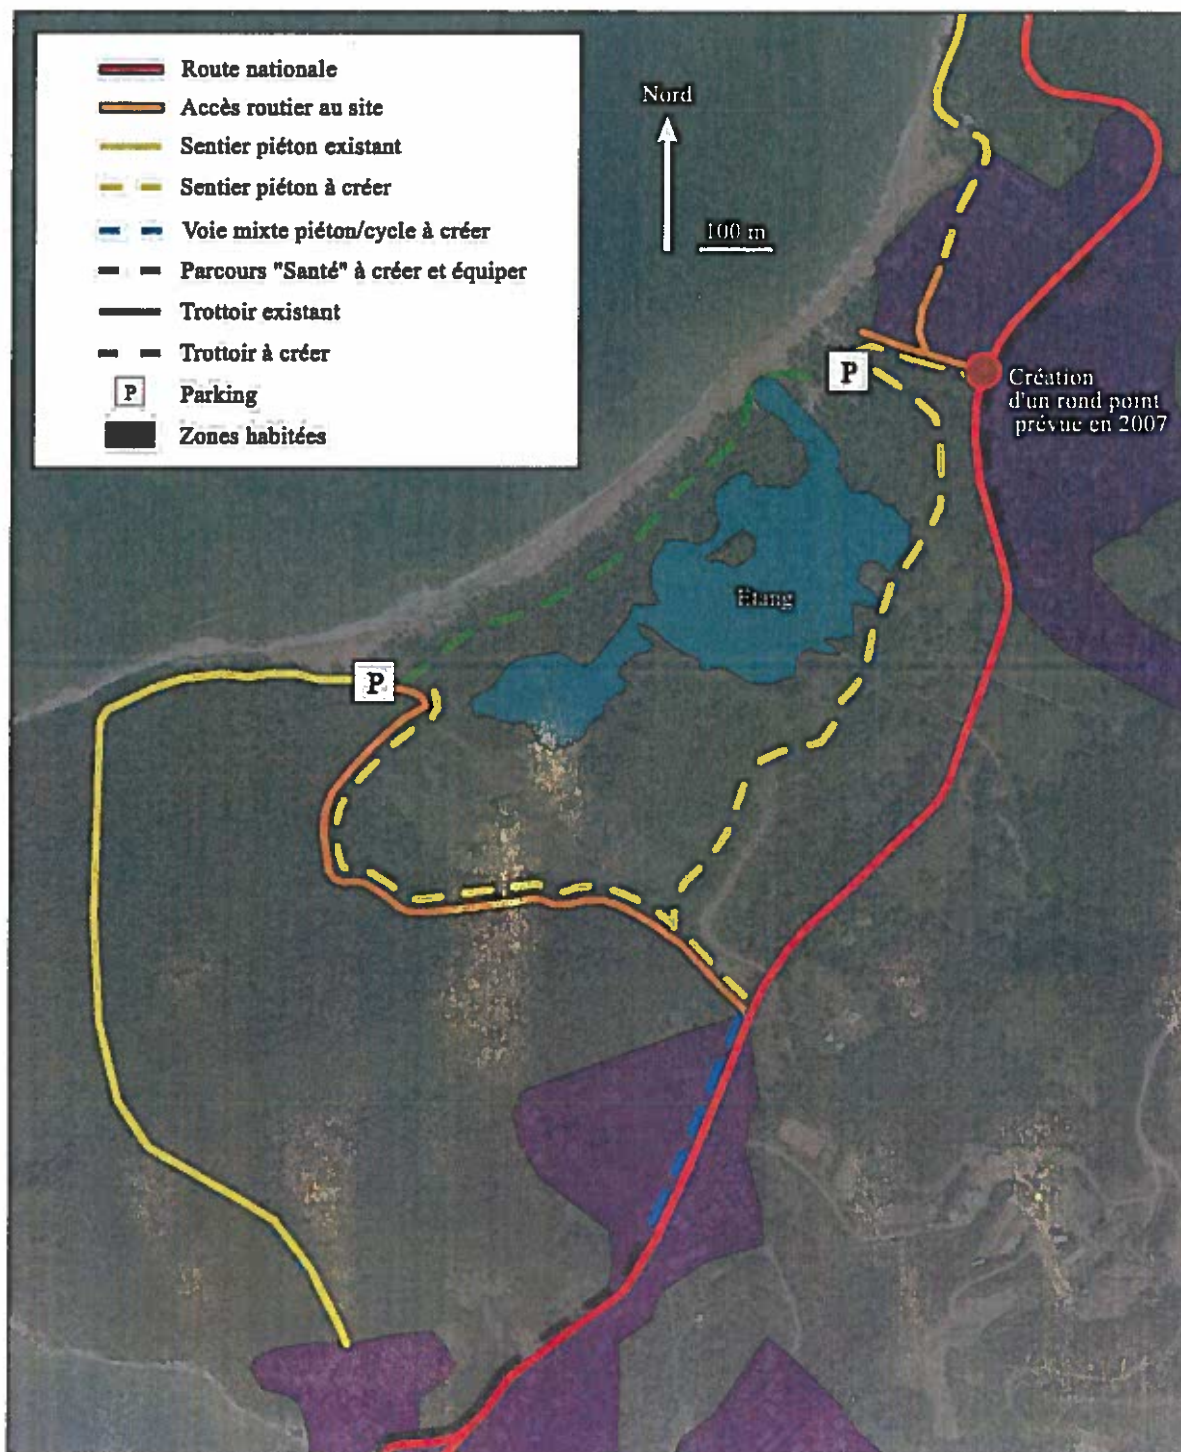 Route nationale
Accès routier au site
Sentier piéton existant
Sentier piéton à créer
Voie mixte piéton/cycle à créer
Parcours "Santé" à créer et équiper
Trottoir existant
Trottoir à créer
P Parking
Zones habitées
Nord
100 m
P
Création
d'un rond point
prévue en 2007
Etang
P